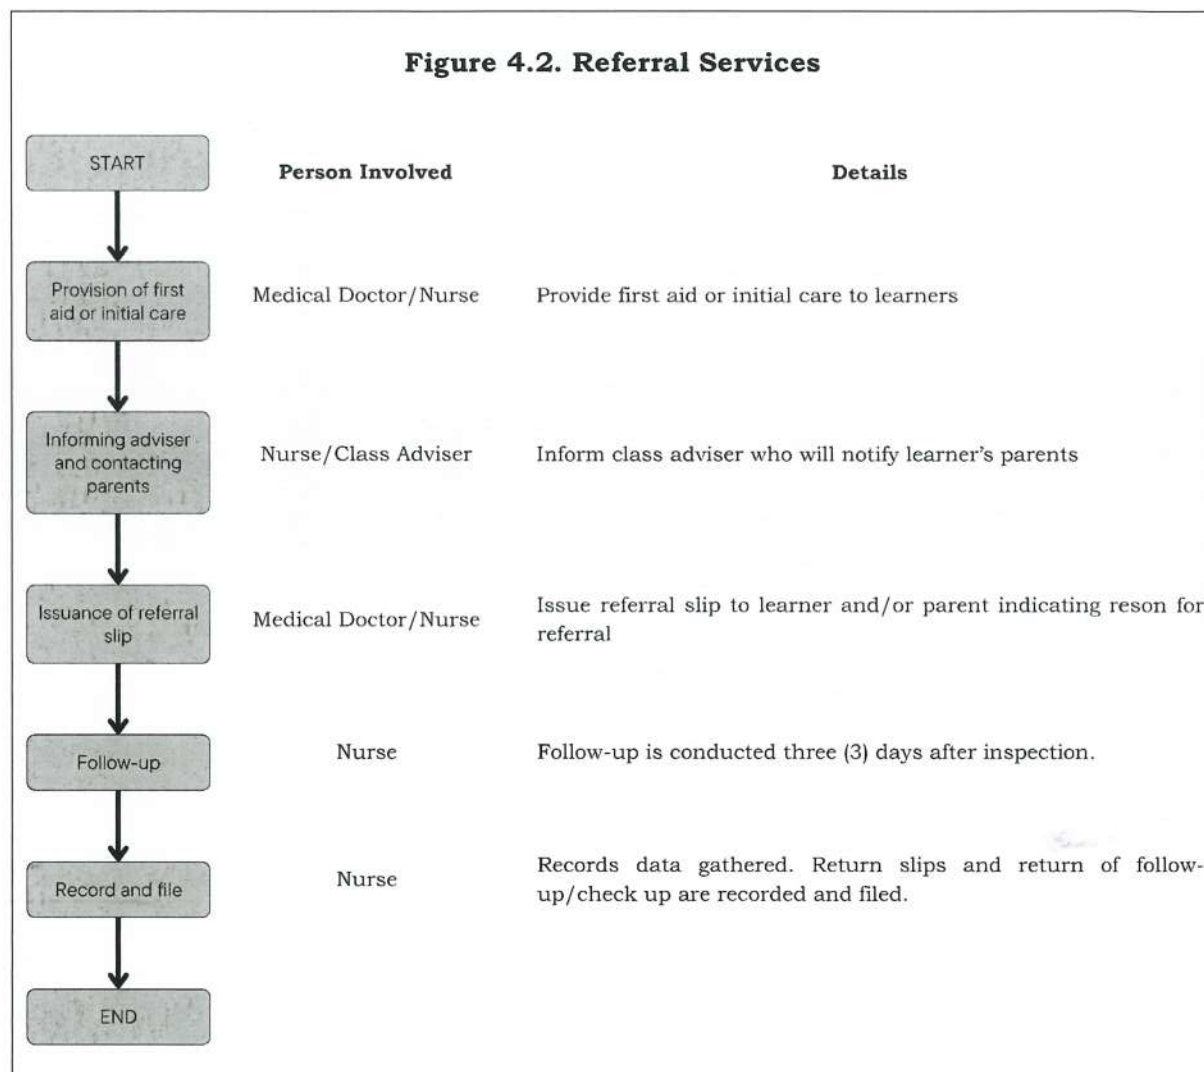 Figure 4.2. Referral Services
START
Person Involved
Details
Provision of first
aid or initial care
Medical Doctor/Nurse
Provide first aid or initial care to learners
Informing adviser
and contacting
parents
Nurse/Class Adviser
Inform class adviser who will notify learner's parents
Issuance of referral
slip
Medical Doctor/Nurse
Issue referral slip to learner and/or parent indicating reson for
referral
Follow-up
Nurse
Follow-up is conducted three (3) days after inspection.
Record and file
Nurse
Records data gathered. Return slips and return of follow-
up/check up are recorded and filed.
END